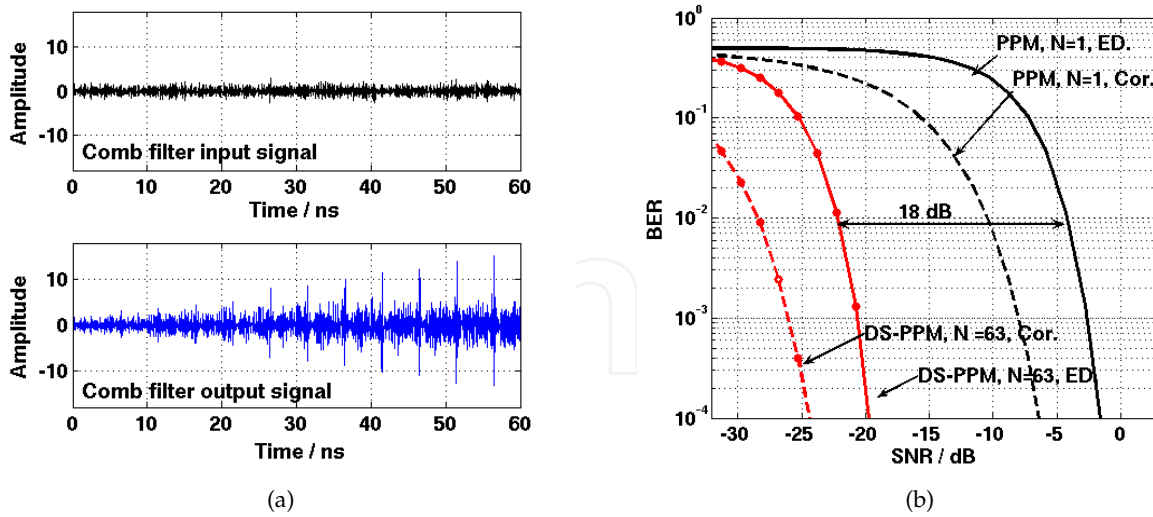 10
0
-10
Amplitude
Comb filter input signal
0 10 20 30 40 50 60
Time / ns
10
0
-10
Amplitude
Comb filter output signal
0 10 20 30 40 50 60
Time / ns
(a)
10^0
10^-1
10^-2
10^-3
10^-4
BER
PPM, N=1, ED.
PPM, N=1, Cor.
18 dB
DS-PPM, N =63, Cor.
DS-PPM, N=63, ED
-30 -25 -20 -15 -10 -5 0
SNR / dB
(b)